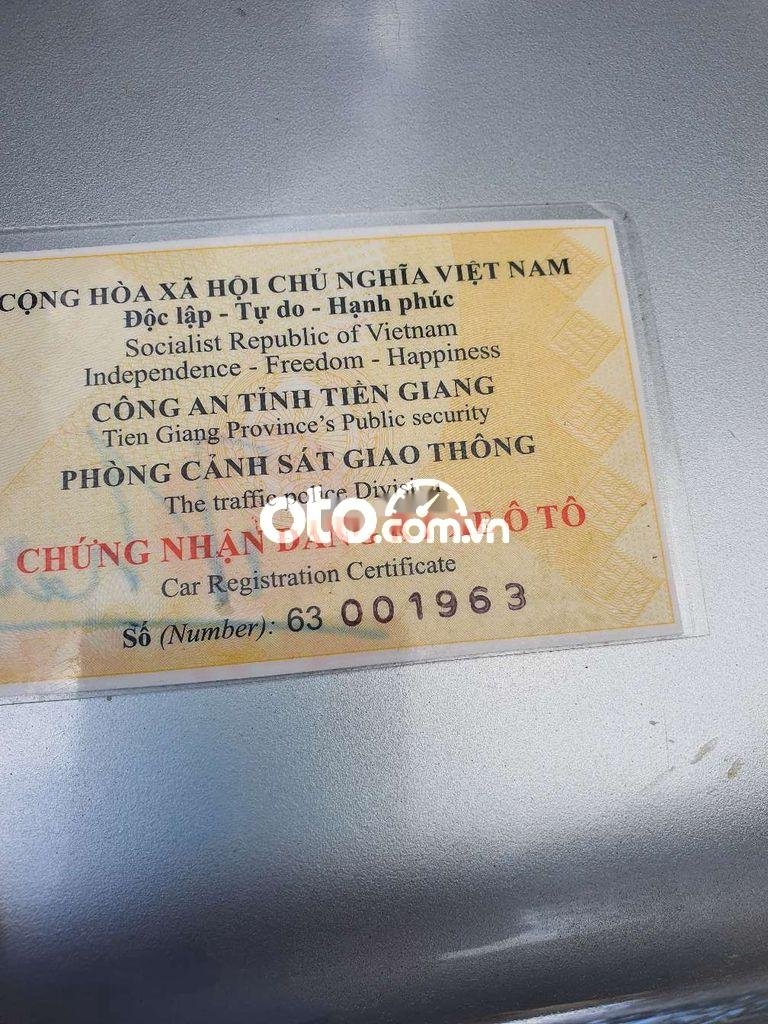 CỘNG HÒA XÃ HỘI CHỦ NGHĨA VIỆT NAM
Độc lập - Tự do - Hạnh phúc
Socialist Republic of Vietnam
Independence - Freedom - Happiness
CÔNG AN TỈNH TIỀN GIANG
Tien Giang Province's Public security
PHÒNG CẢNH SÁT GIAO THÔNG
The traffic police
oto.com.vn
CHỨNG NHẬN Ô TÔ
Car Registration Certificate
Số (Number): 63 001963